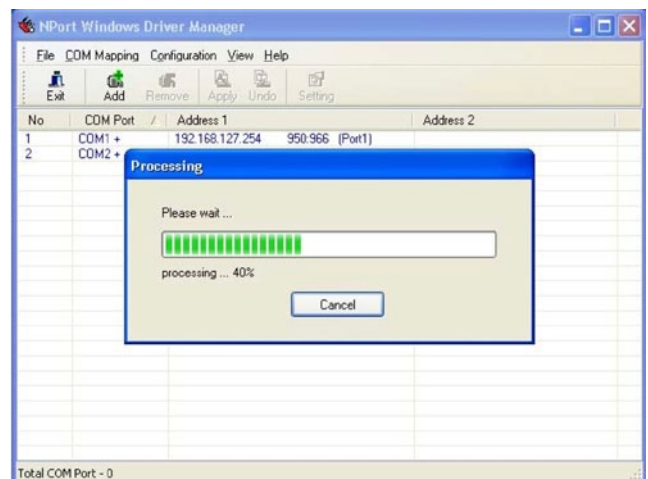 NPort Windows Driver Manager
File COM Mapping Configuration View Help
Exit Add Remove Apply Undo Setting
No COM Port Address 1 Address 2
1 COM1 + 192.168.127.254 950:966 (Port1)
2 COM2 +
Processing
Please wait ...
processing ... 40%
Cancel
Total COM Port - 0